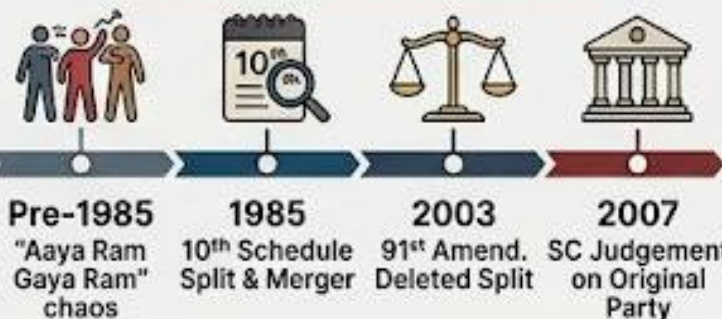 10th
Pre-1985
"Aaya Ram
Gaya Ram"
chaos
1985
10th Schedule
Split & Merger
2003
91st Amend.
Deleted Split
2007
SC Judgement
on Original
Party